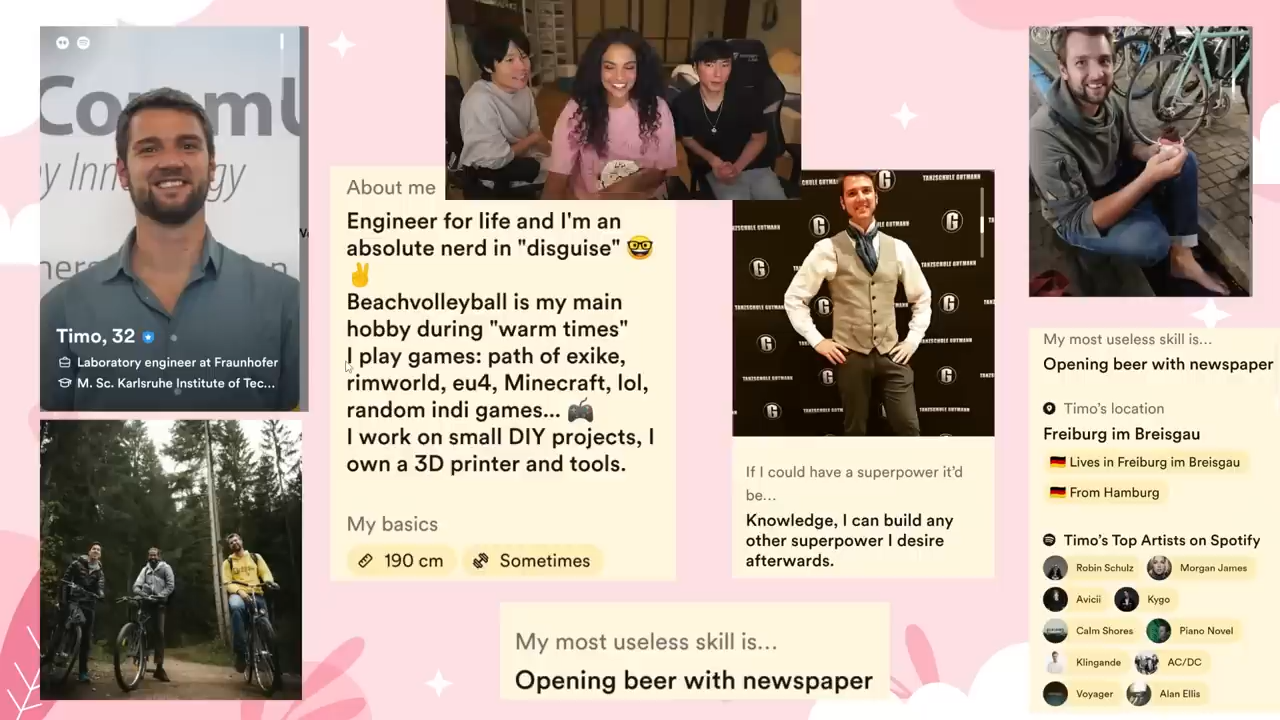 Comml
by Inn
gy
Timo, 32
Laboratory engineer at Fraunhofer
M. Sc. Karlsruhe Institute of Tec...
About me
Engineer for life and I'm an
absolute nerd in "disguise" 🤓
✌️
Beachvolleyball is my main
hobby during "warm times"
I play games: path of exike,
rimworld, eu4, Minecraft, lol,
random indi games... 🎮
I work on small DIY projects, I
own a 3D printer and tools.
My basics
190 cm
Sometimes
My most useless skill is...
Opening beer with newspaper
TANZSCHULE GUTMANN
If I could have a superpower it'd
be...
Knowledge, I can build any
other superpower I desire
afterwards.
My most useless skill is...
Opening beer with newspaper
Timo's location
Freiburg im Breisgau
🇩🇪 Lives in Freiburg im Breisgau
🇩🇪 From Hamburg
Timo's Top Artists on Spotify
Robin Schulz
Morgan James
Avicii
Kygo
Calm Shores
Piano Novel
Klingande
AC/DC
Voyager
Alan Ellis